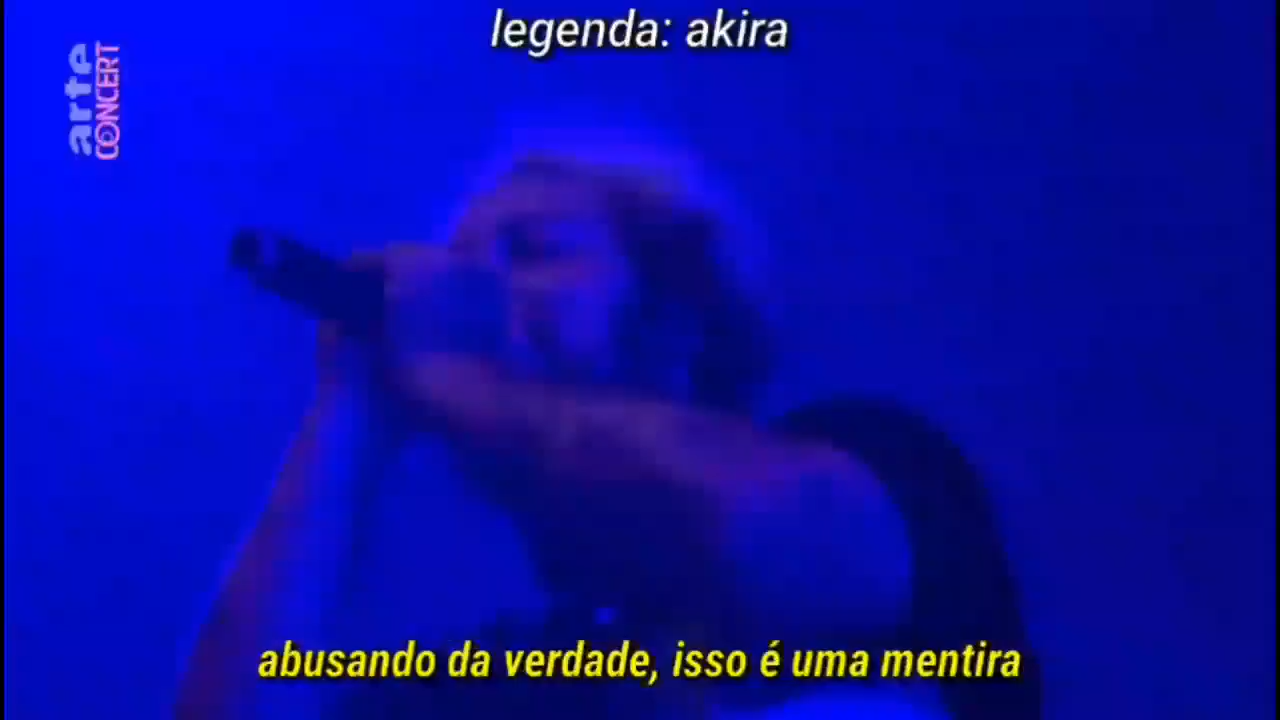 legenda: akira
arte
CONCERT
abusando da verdade, isso é uma mentira